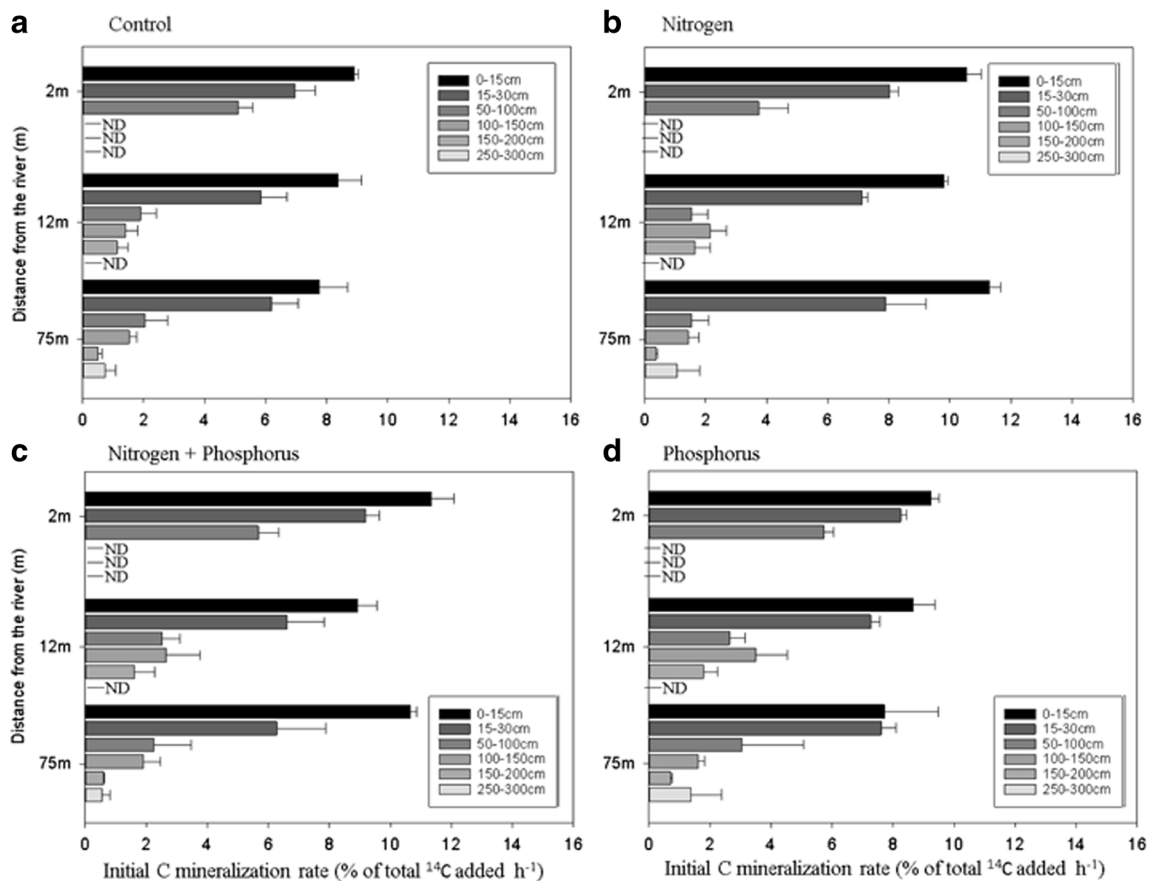 a Control
Distance from the river (m)
2m
ND
ND
ND
12m
ND
75m
0-15cm
15-30cm
50-100cm
100-150cm
150-200cm
250-300cm
0 2 4 6 8 10 12 14 16
b Nitrogen
2m
ND
ND
ND
12m
ND
75m
0-15cm
15-30cm
50-100cm
100-150cm
150-200cm
250-300cm
0 2 4 6 8 10 12 14 16
c Nitrogen + Phosphorus
Distance from the river (m)
2m
ND
ND
ND
12m
ND
75m
0-15cm
15-30cm
50-100cm
100-150cm
150-200cm
250-300cm
0 2 4 6 8 10 12 14 16
Initial C mineralization rate (% of total ¹⁴C added h⁻¹)
d Phosphorus
2m
ND
ND
ND
12m
ND
75m
0-15cm
15-30cm
50-100cm
100-150cm
150-200cm
250-300cm
0 2 4 6 8 10 12 14 16
Initial C mineralization rate (% of total ¹⁴C added h⁻¹)